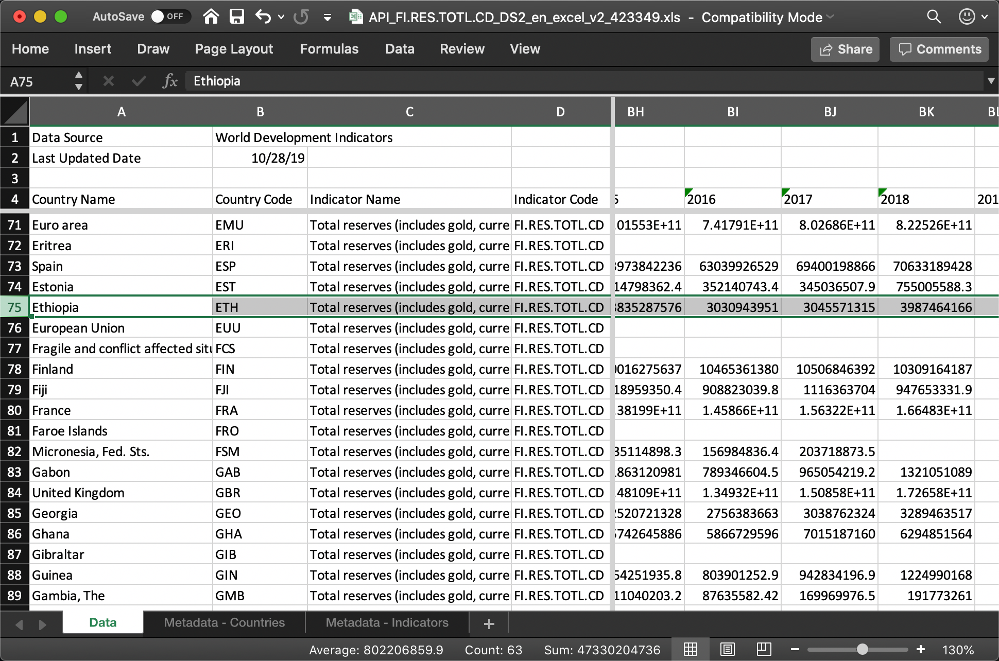 AutoSave OFF API_FI.RES.TOTL.CD_DS2_en_excel_v2_423349.xls - Compatibility Mode
Home Insert Draw Page Layout Formulas Data Review View Share Comments
A75 fx Ethiopia
A B C D BH BI BJ BK
1 Data Source World Development Indicators
2 Last Updated Date 10/28/19
3
4 Country Name Country Code Indicator Name Indicator Code 5 2016 2017 2018 201
71 Euro area EMU Total reserves (includes gold, curre FI.RES.TOTL.CD .01553E+11 7.41791E+11 8.02686E+11 8.22526E+11
72 Eritrea ERI Total reserves (includes gold, curre FI.RES.TOTL.CD
73 Spain ESP Total reserves (includes gold, curre FI.RES.TOTL.CD 973842236 63039926529 69400198866 70633189428
74 Estonia EST Total reserves (includes gold, curre FI.RES.TOTL.CD 14798362.4 352140743.4 345036507.9 755005588.3
75 Ethiopia ETH Total reserves (includes gold, curre FI.RES.TOTL.CD 835287576 3030943951 3045571315 3987464166
76 European Union EUU Total reserves (includes gold, curre FI.RES.TOTL.CD
77 Fragile and conflict affected situ FCS Total reserves (includes gold, curre FI.RES.TOTL.CD
78 Finland FIN Total reserves (includes gold, curre FI.RES.TOTL.CD 016275637 10465361380 10506846392 10309164187
79 Fiji FJI Total reserves (includes gold, curre FI.RES.TOTL.CD 18959350.4 908823039.8 1116363704 947653331.9
80 France FRA Total reserves (includes gold, curre FI.RES.TOTL.CD .38199E+11 1.45866E+11 1.56322E+11 1.66483E+11
81 Faroe Islands FRO Total reserves (includes gold, curre FI.RES.TOTL.CD
82 Micronesia, Fed. Sts. FSM Total reserves (includes gold, curre FI.RES.TOTL.CD 35114898.3 156984836.4 203718873.5
83 Gabon GAB Total reserves (includes gold, curre FI.RES.TOTL.CD 863120981 789346604.5 965054219.2 1321051089
84 United Kingdom GBR Total reserves (includes gold, curre FI.RES.TOTL.CD .48109E+11 1.34932E+11 1.50858E+11 1.72658E+11
85 Georgia GEO Total reserves (includes gold, curre FI.RES.TOTL.CD 2520721328 2756383663 3038762324 3289463517
86 Ghana GHA Total reserves (includes gold, curre FI.RES.TOTL.CD 5742645886 5866729596 7015187160 6294851564
87 Gibraltar GIB Total reserves (includes gold, curre FI.RES.TOTL.CD
88 Guinea GIN Total reserves (includes gold, curre FI.RES.TOTL.CD 54251935.8 803901252.9 942834196.9 1224990168
89 Gambia, The GMB Total reserves (includes gold, curre FI.RES.TOTL.CD 11040203.2 87635582.42 169969976.5 191773261
Data Metadata - Countries Metadata - Indicators +
Average: 802206859.9 Count: 63 Sum: 47330204736 130%